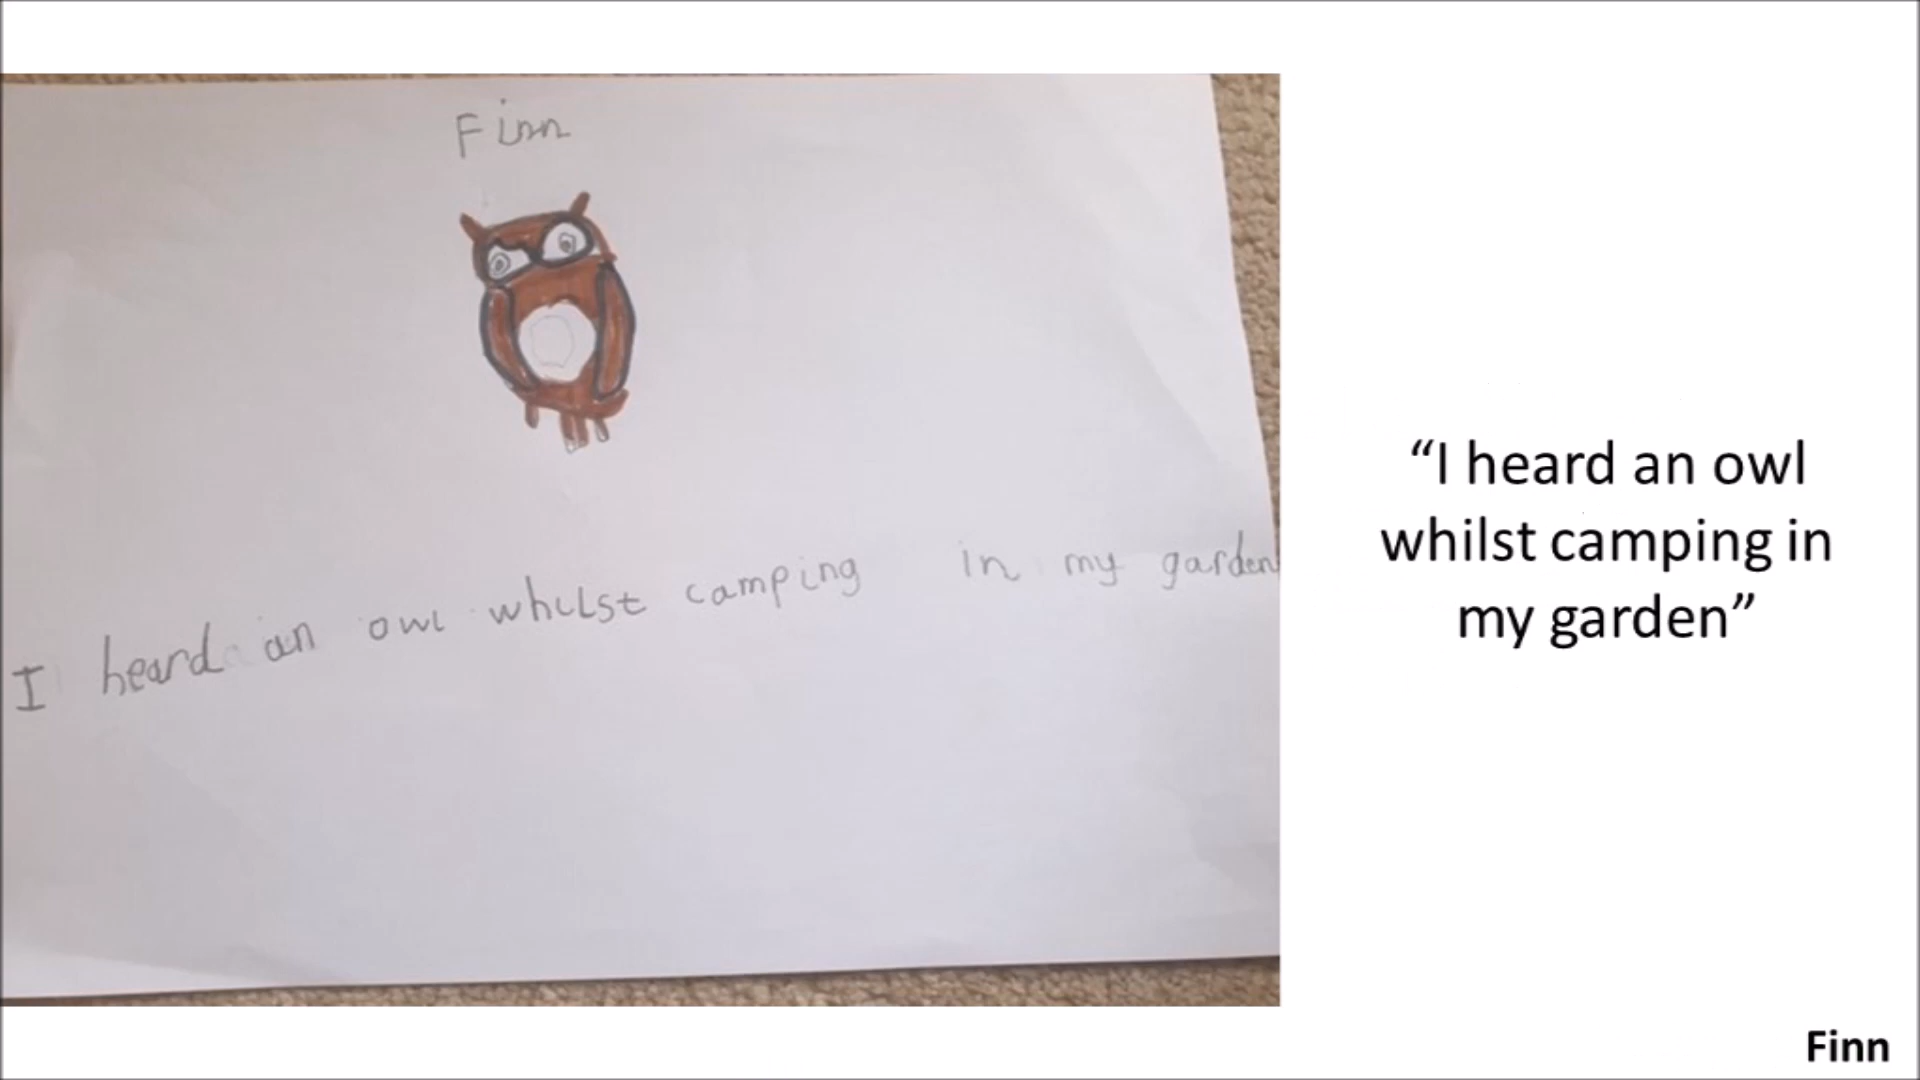 Finn
I heard an owl whilst camping in my garden
“I heard an owl
whilst camping in
my garden”
Finn